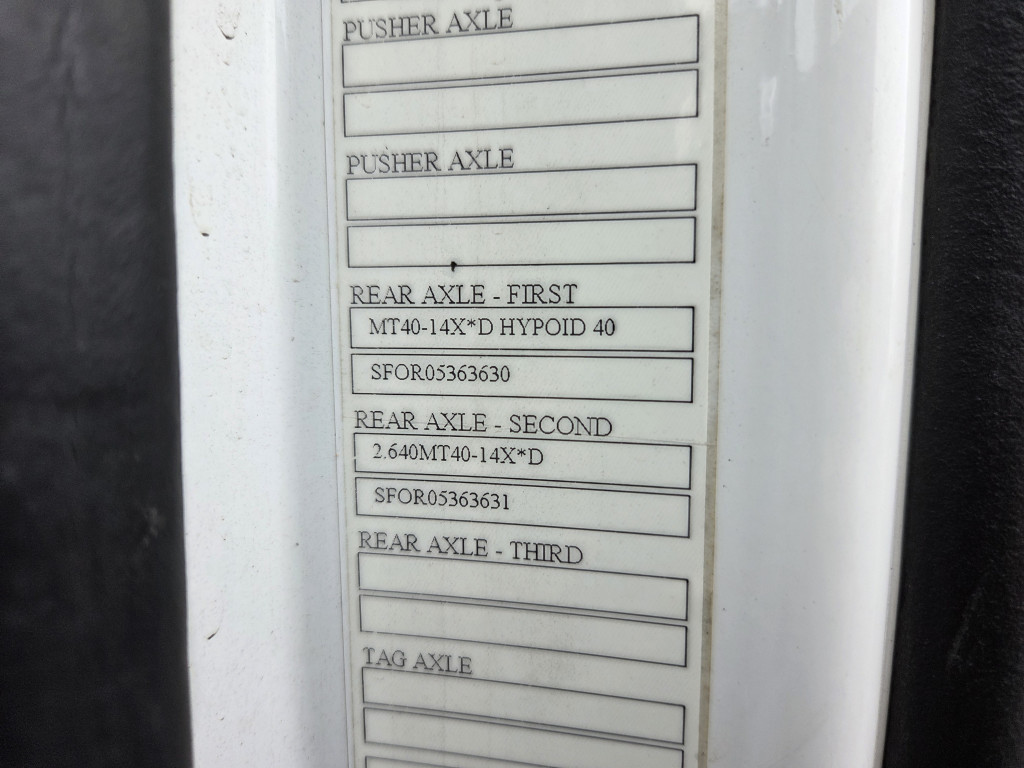 PUSHER AXLE
PUSHER AXLE
REAR AXLE - FIRST
MT40-14X*D HYPOID 40
SFOR05363630
REAR AXLE - SECOND
2.640MT40-14X*D
SFOR05363631
REAR AXLE - THIRD
TAG AXLE